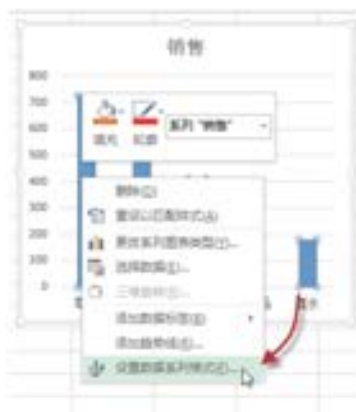 销售
800
700
600
500
400
300
200
100
0
填充 轮廓
系列 "销售"
删除(D)
重设以匹配样式(A)
更改系列图表类型(Y)...
选择数据(E)...
三维旋转(R)...
添加数据标签(B)
添加趋势线(R)...
设置数据系列格式(F)...